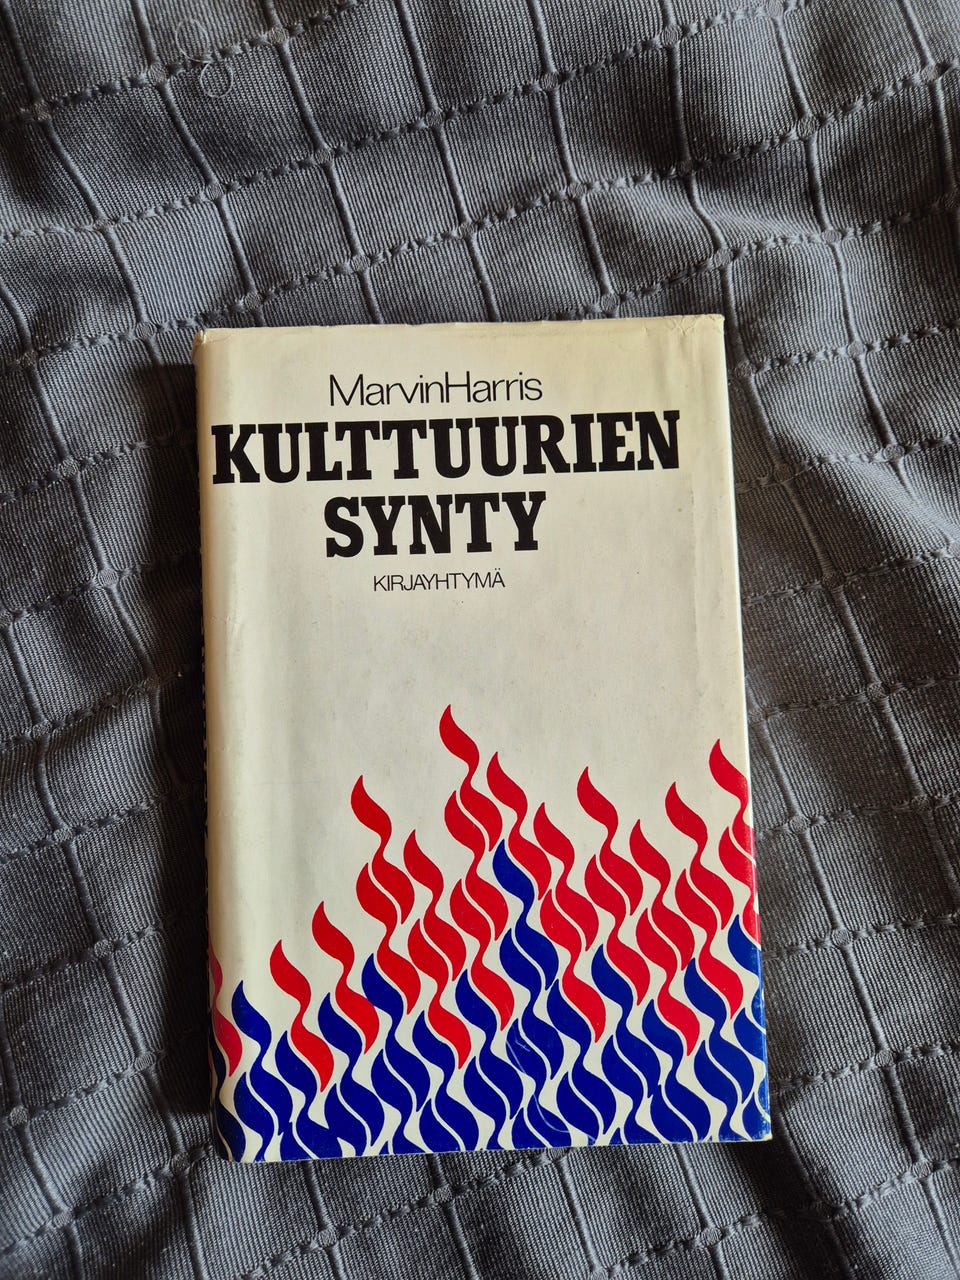 MarvinHarris
KULTTUURIEN
SYNTY
KIRJAYHTYMÄ